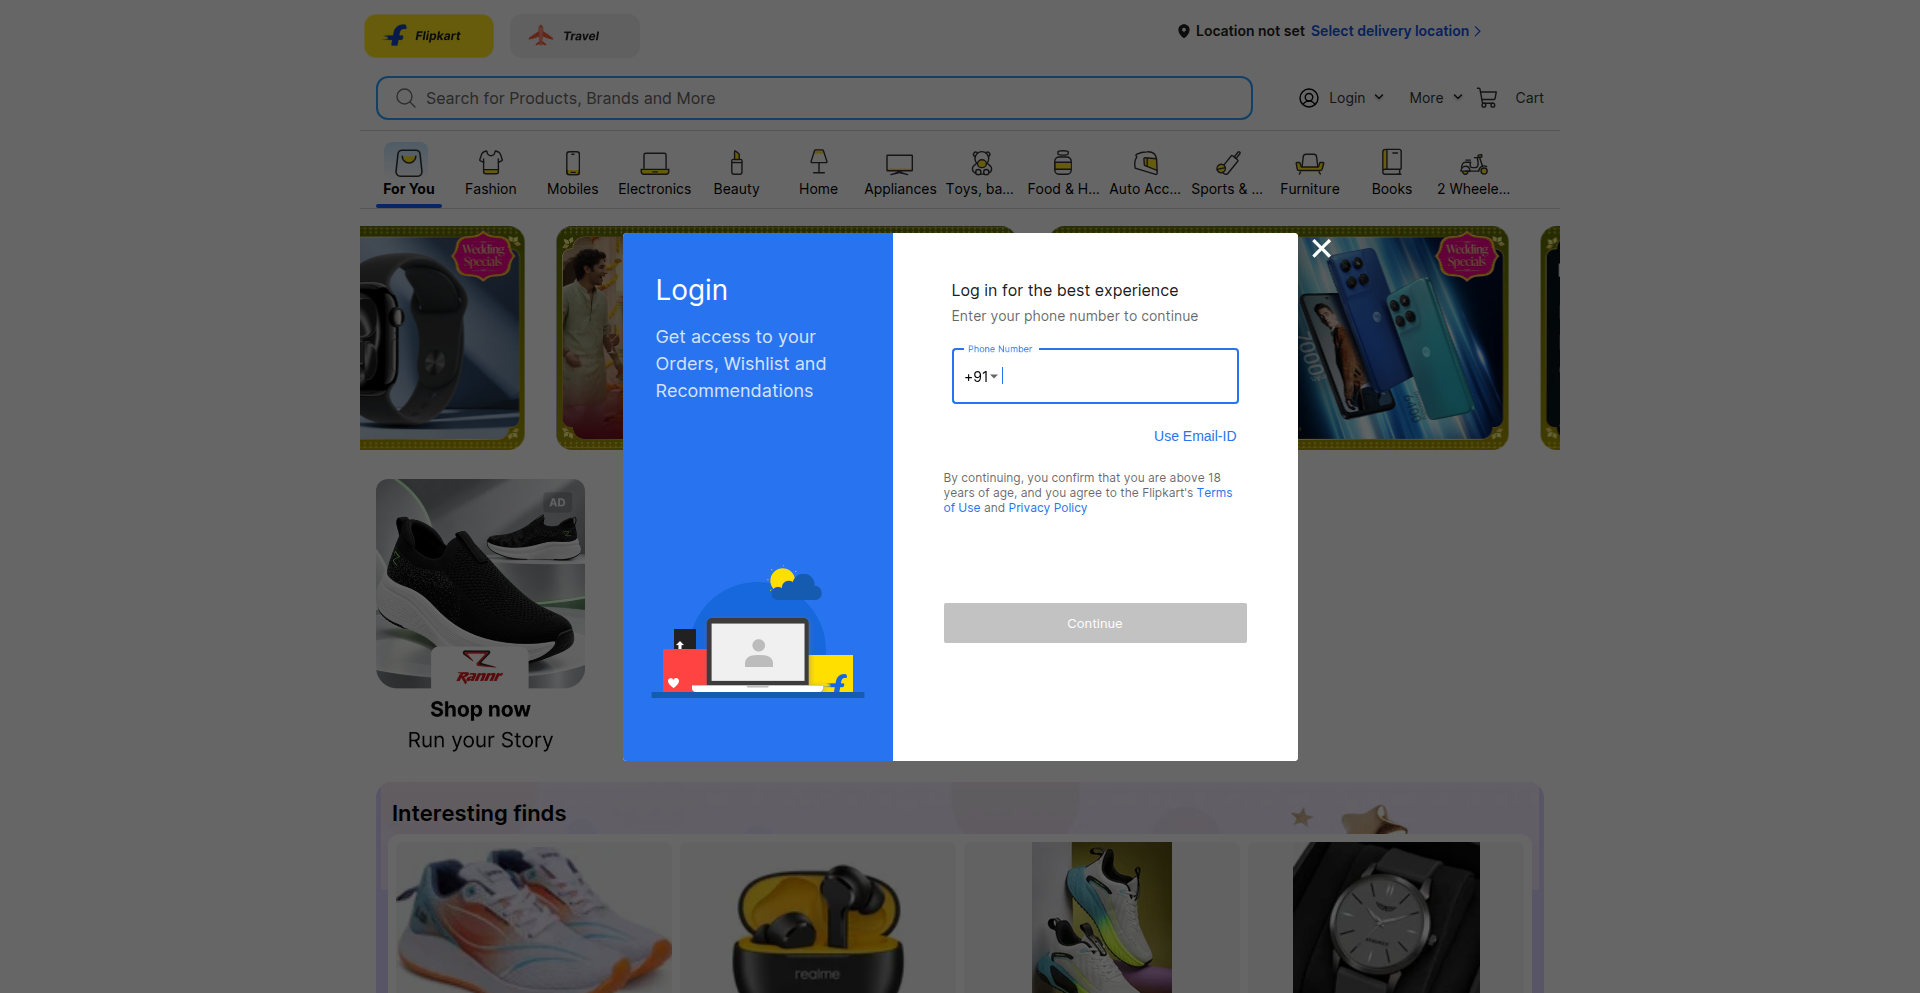 Flipkart
Travel
Location not set Select delivery location
Search for Products, Brands and More
Login
More
Cart
For You
Fashion
Mobiles
Electronics
Beauty
Home
Appliances
Toys, ba...
Food & H...
Auto Acc...
Sports & ...
Furniture
Books
2 Wheele...
Wedding
Specials
Wedding
Specials
7000
Login
Get access to your
Orders, Wishlist and
Recommendations
Log in for the best experience
Enter your phone number to continue
Phone Number
+91
Use Email-ID
By continuing, you confirm that you are above 18
years of age, and you agree to the Flipkart's Terms
of Use and Privacy Policy
Continue
AD
Rannr
Shop now
Run your Story
Interesting finds
realme